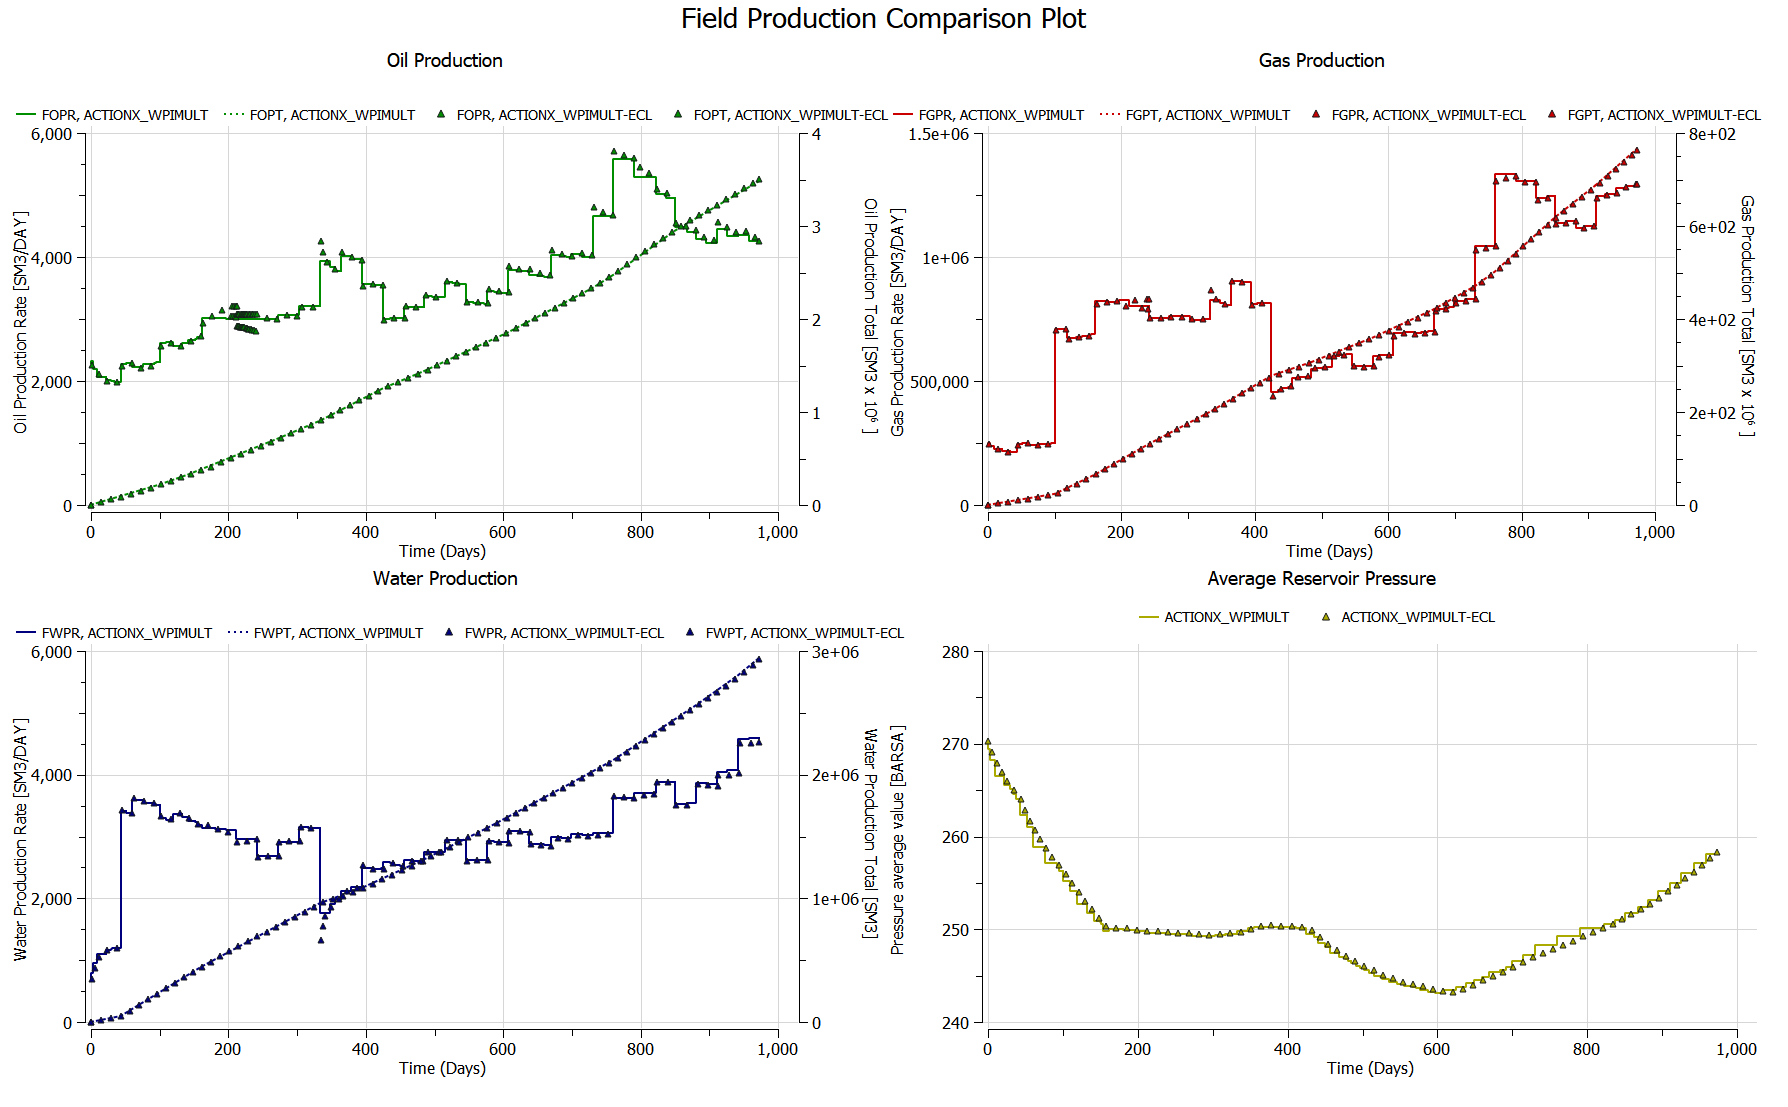 Field Production Comparison Plot
Oil Production
FOPR, ACTIONX_WPIMULT FOPT, ACTIONX_WPIMULT FOPR, ACTIONX_WPIMULT-ECL FOPT, ACTIONX_WPIMULT-ECL
6,000
4,000
2,000
0
Oil Production Rate [SM3/DAY]
4
3
2
1
0
Oil Production Total [SM3 x 10⁶ ]
0 200 400 600 800 1,000
Time (Days)
Gas Production
FGPR, ACTIONX_WPIMULT FGPT, ACTIONX_WPIMULT FGPR, ACTIONX_WPIMULT-ECL FGPT, ACTIONX_WPIMULT-ECL
1.5e+06
1e+06
500,000
0
Gas Production Rate [SM3/DAY]
8e+02
6e+02
4e+02
2e+02
0
Gas Production Total [SM3 x 10⁶ ]
0 200 400 600 800 1,000
Time (Days)
Water Production
FWPR, ACTIONX_WPIMULT FWPT, ACTIONX_WPIMULT FWPR, ACTIONX_WPIMULT-ECL FWPT, ACTIONX_WPIMULT-ECL
6,000
4,000
2,000
0
Water Production Rate [SM3/DAY]
3e+06
2e+06
1e+06
0
Water Production Total [SM3]
0 200 400 600 800 1,000
Time (Days)
Average Reservoir Pressure
ACTIONX_WPIMULT ACTIONX_WPIMULT-ECL
280
270
260
250
240
Pressure average value [BARSA]
0 200 400 600 800 1,000
Time (Days)